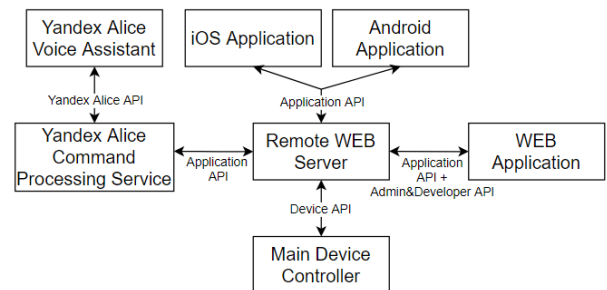 Yandex Alice
Voice Assistant
iOS Application
Android
Application
Yandex Alice API
Application API
Yandex Alice
Command
Processing Service
Application
API
Remote WEB
Server
Application
API +
Admin&Developer API
WEB
Application
Device API
Main Device
Controller